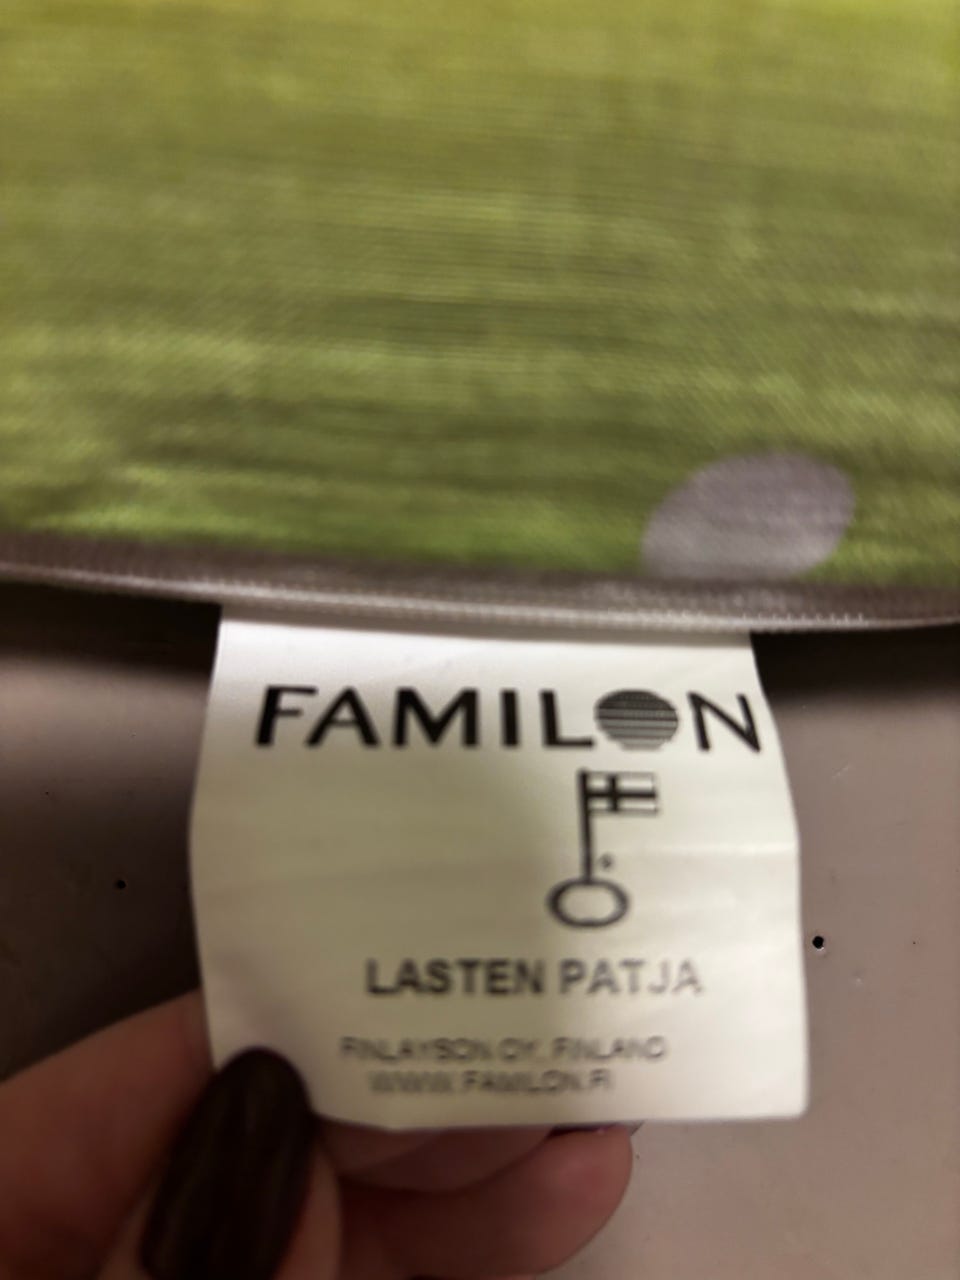 FAMILON
LASTEN PATJA
FINLAYSON OY, FINLAND
WWW.FAMILON.FI